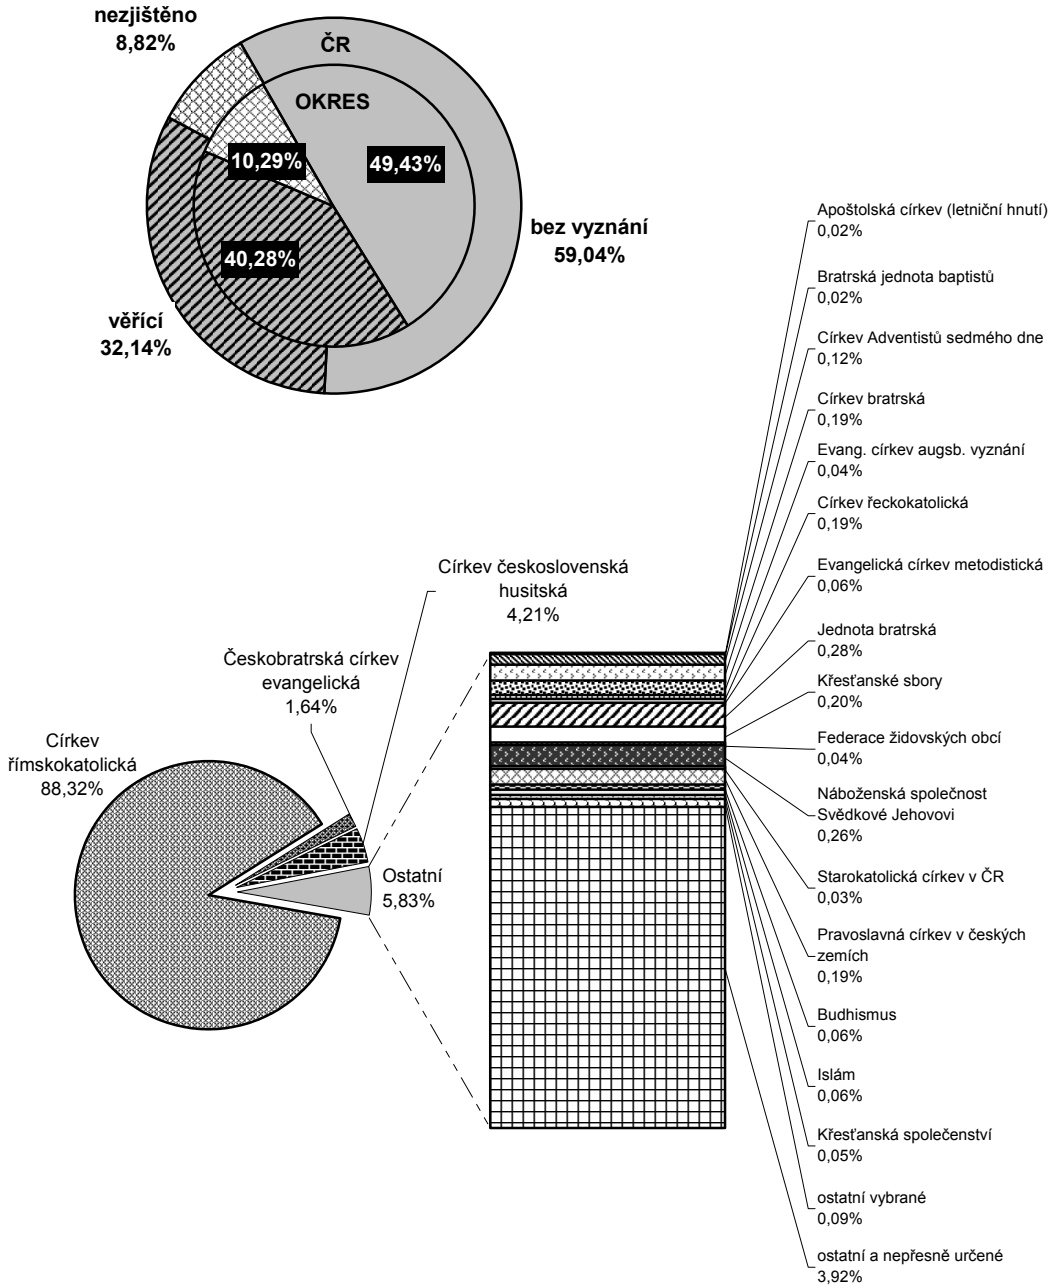 nezjištěno
8,82%
ČR
OKRES
10,29%
49,43%
40,28%
bez vyznání
59,04%
věřící
32,14%
Apoštolská církev (letniční hnutí)
0,02%
Bratrská jednota baptistů
0,02%
Církev Adventistů sedmého dne
0,12%
Církev bratrská
0,19%
Evang. církev augsb. vyznání
0,04%
Církev řeckokatolická
0,19%
Evangelická církev metodistická
0,06%
Jednota bratrská
0,28%
Křesťanské sbory
0,20%
Federace židovských obcí
0,04%
Náboženská společnost
Svědkové Jehovovi
0,26%
Starokatolická církev v ČR
0,03%
Pravoslavná církev v českých
zemích
0,19%
Budhismus
0,06%
Islám
0,06%
Křesťanská společenství
0,05%
ostatní vybrané
0,09%
ostatní a nepřesně určené
3,92%
Církev československá
husitská
4,21%
Českobratrská církev
evangelická
1,64%
Církev
římskokatolická
88,32%
Ostatní
5,83%